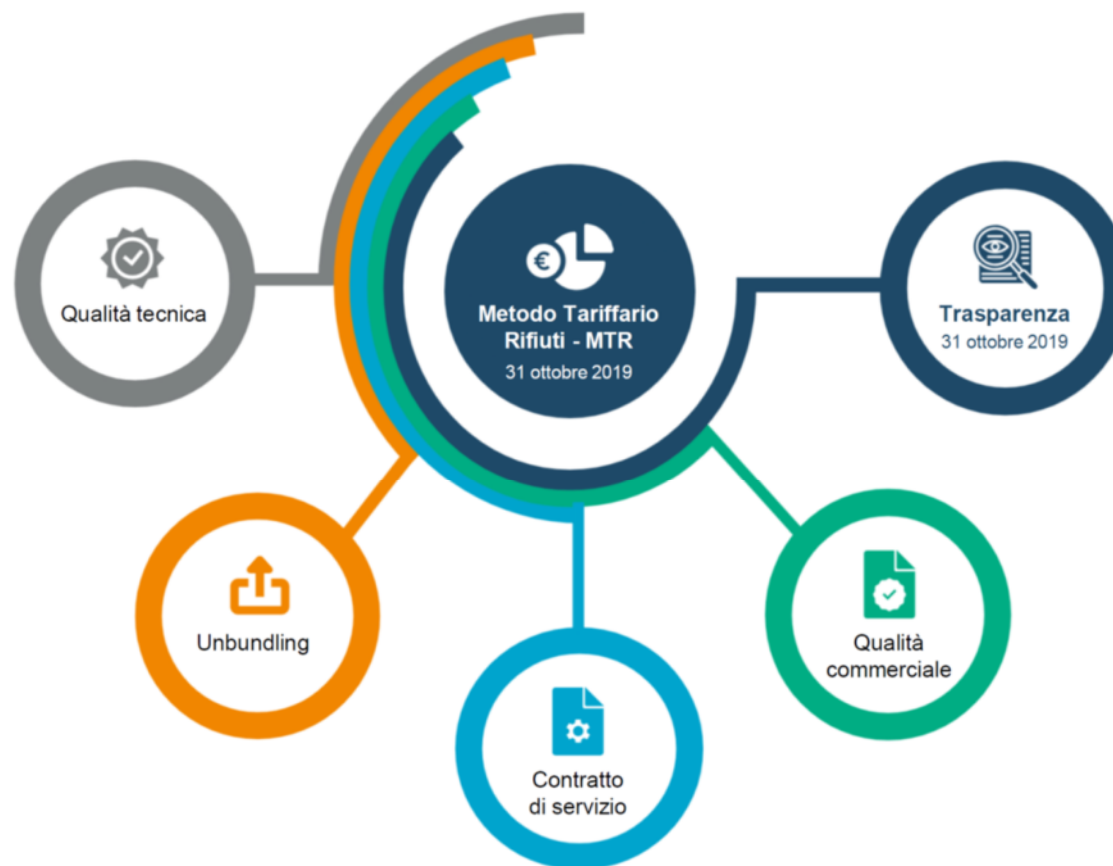 Metodo Tariffario
Rifiuti - MTR
31 ottobre 2019
Qualità tecnica
Trasparenza
31 ottobre 2019
Unbundling
Qualità
commerciale
Contratto
di servizio